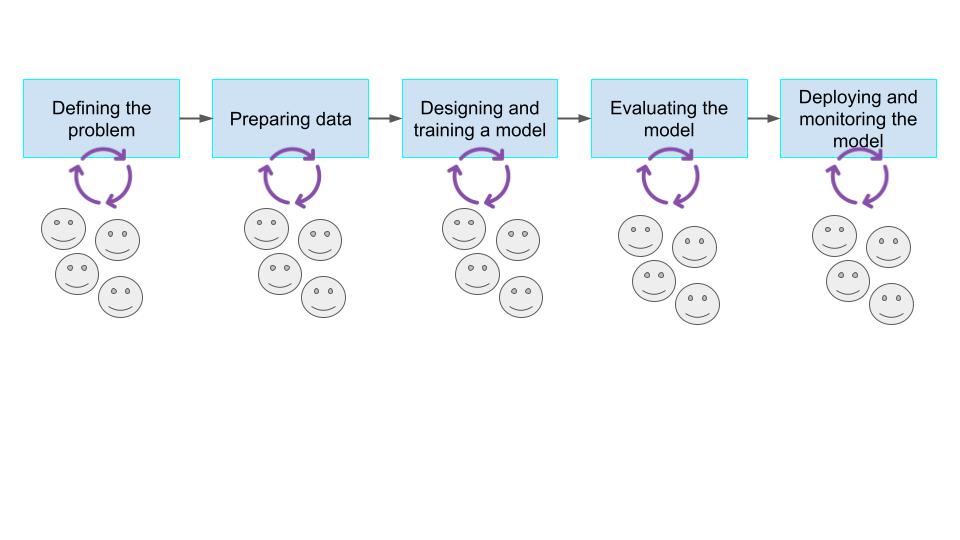 Defining the
problem
Preparing data
Designing and
training a model
Evaluating the
model
Deploying and
monitoring the
model